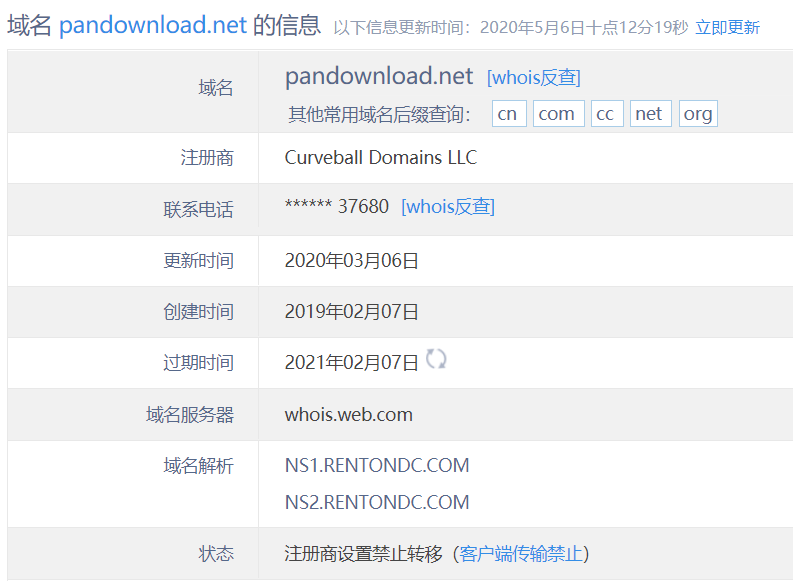 域名 pandownload.net 的信息 以下信息更新时间：2020年5月6日十点12分19秒 立即更新
域名 pandownload.net [whois反查]
其他常用域名后缀查询： cn com cc net org
注册商 Curveball Domains LLC
联系电话 ****** 37680 [whois反查]
更新时间 2020年03月06日
创建时间 2019年02月07日
过期时间 2021年02月07日
域名服务器 whois.web.com
域名解析 NS1.RENTONDC.COM
NS2.RENTONDC.COM
状态 注册商设置禁止转移（客户端传输禁止）